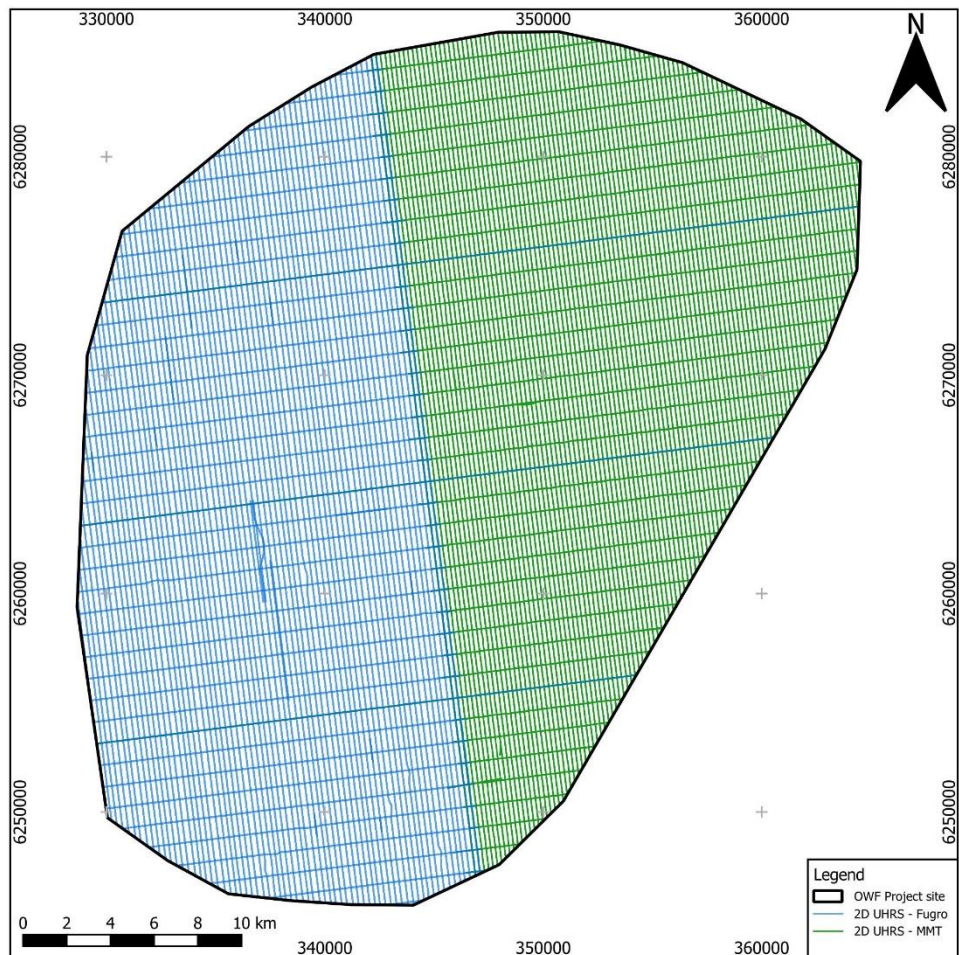 330000 340000 350000 360000
N
6280000 6280000
6270000 6270000
6260000 6260000
6250000 6250000
Legend
OWF Project site
2D UHRS - Fugro
2D UHRS - MMT
0 2 4 6 8 10 km
340000 350000 360000